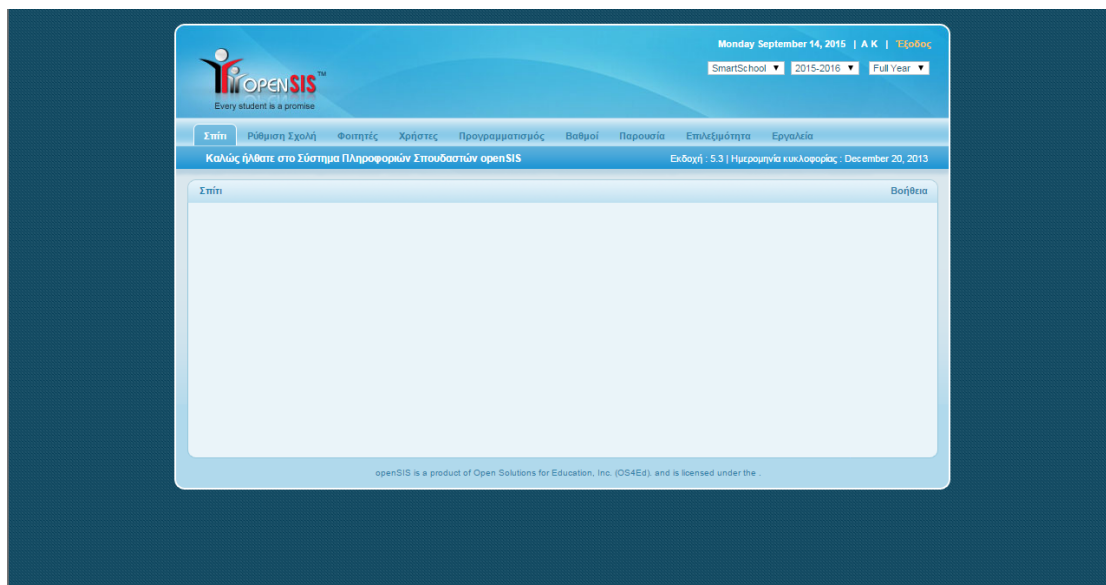 Monday September 14, 2015 | A K | Έξοδος
SmartSchool 2015-2016 Full Year
OPENSIS™
Every student is a promise
Σπίτι Ρύθμιση Σχολή Φοιτητές Χρήστες Προγραμματισμός Βαθμοί Παρουσία Επιλεξιμότητα Εργαλεία
Καλώς ήλθατε στο Σύστημα Πληροφοριών Σπουδαστών openSIS Εκδοχή : 5.3 | Ημερομηνία κυκλοφορίας : December 20, 2013
Σπίτι Βοήθεια
openSIS is a product of Open Solutions for Education, Inc. (OS4Ed). and is licensed under the .